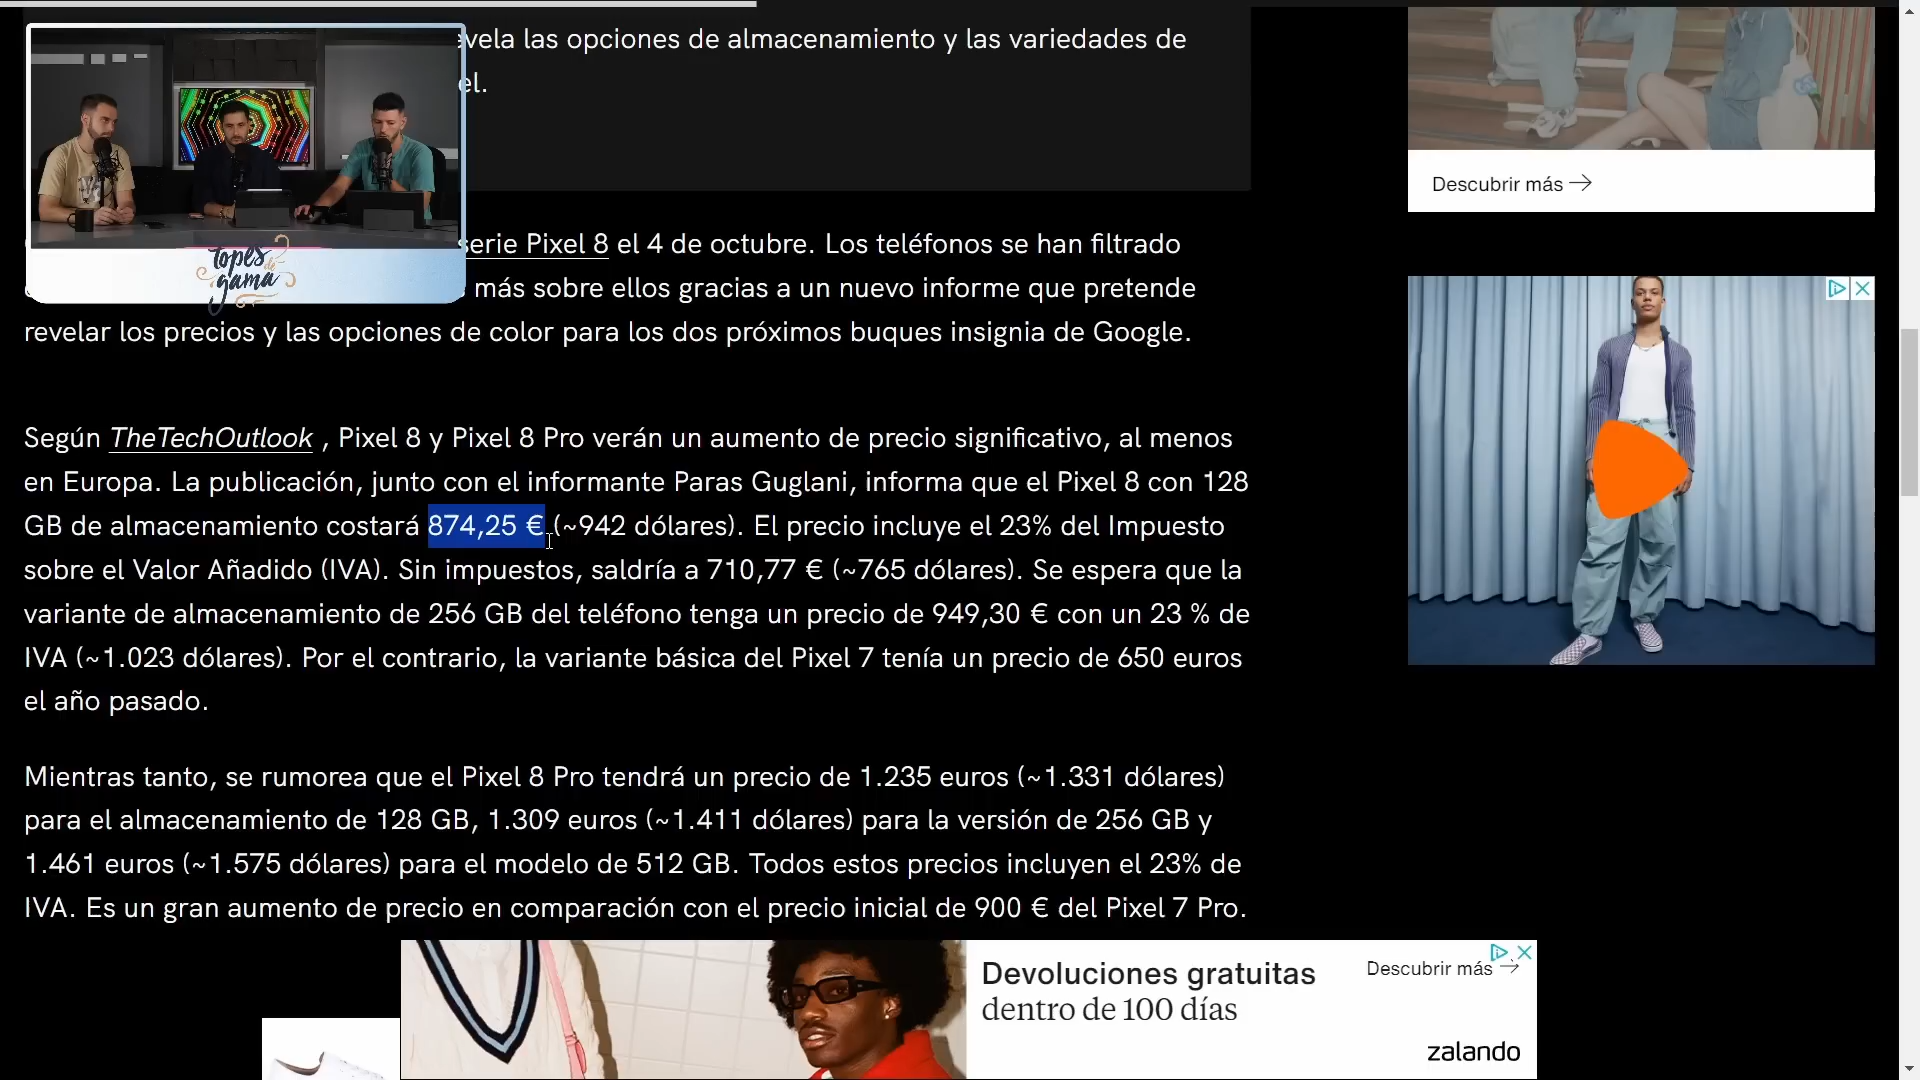 evela las opciones de almacenamiento y las variedades de
el.
serie Pixel 8 el 4 de octubre. Los teléfonos se han filtrado
más sobre ellos gracias a un nuevo informe que pretende
revelar los precios y las opciones de color para los dos próximos buques insignia de Google.
topes de gama
Según TheTechOutlook , Pixel 8 y Pixel 8 Pro verán un aumento de precio significativo, al menos
en Europa. La publicación, junto con el informante Paras Guglani, informa que el Pixel 8 con 128
GB de almacenamiento costará 874,25 € (~942 dólares). El precio incluye el 23% del Impuesto
sobre el Valor Añadido (IVA). Sin impuestos, saldría a 710,77 € (~765 dólares). Se espera que la
variante de almacenamiento de 256 GB del teléfono tenga un precio de 949,30 € con un 23 % de
IVA (~1.023 dólares). Por el contrario, la variante básica del Pixel 7 tenía un precio de 650 euros
el año pasado.
Mientras tanto, se rumorea que el Pixel 8 Pro tendrá un precio de 1.235 euros (~1.331 dólares)
para el almacenamiento de 128 GB, 1.309 euros (~1.411 dólares) para la versión de 256 GB y
1.461 euros (~1.575 dólares) para el modelo de 512 GB. Todos estos precios incluyen el 23% de
IVA. Es un gran aumento de precio en comparación con el precio inicial de 900 € del Pixel 7 Pro.
Descubrir más →
Devoluciones gratuitas
dentro de 100 días
Descubrir más →
zalando